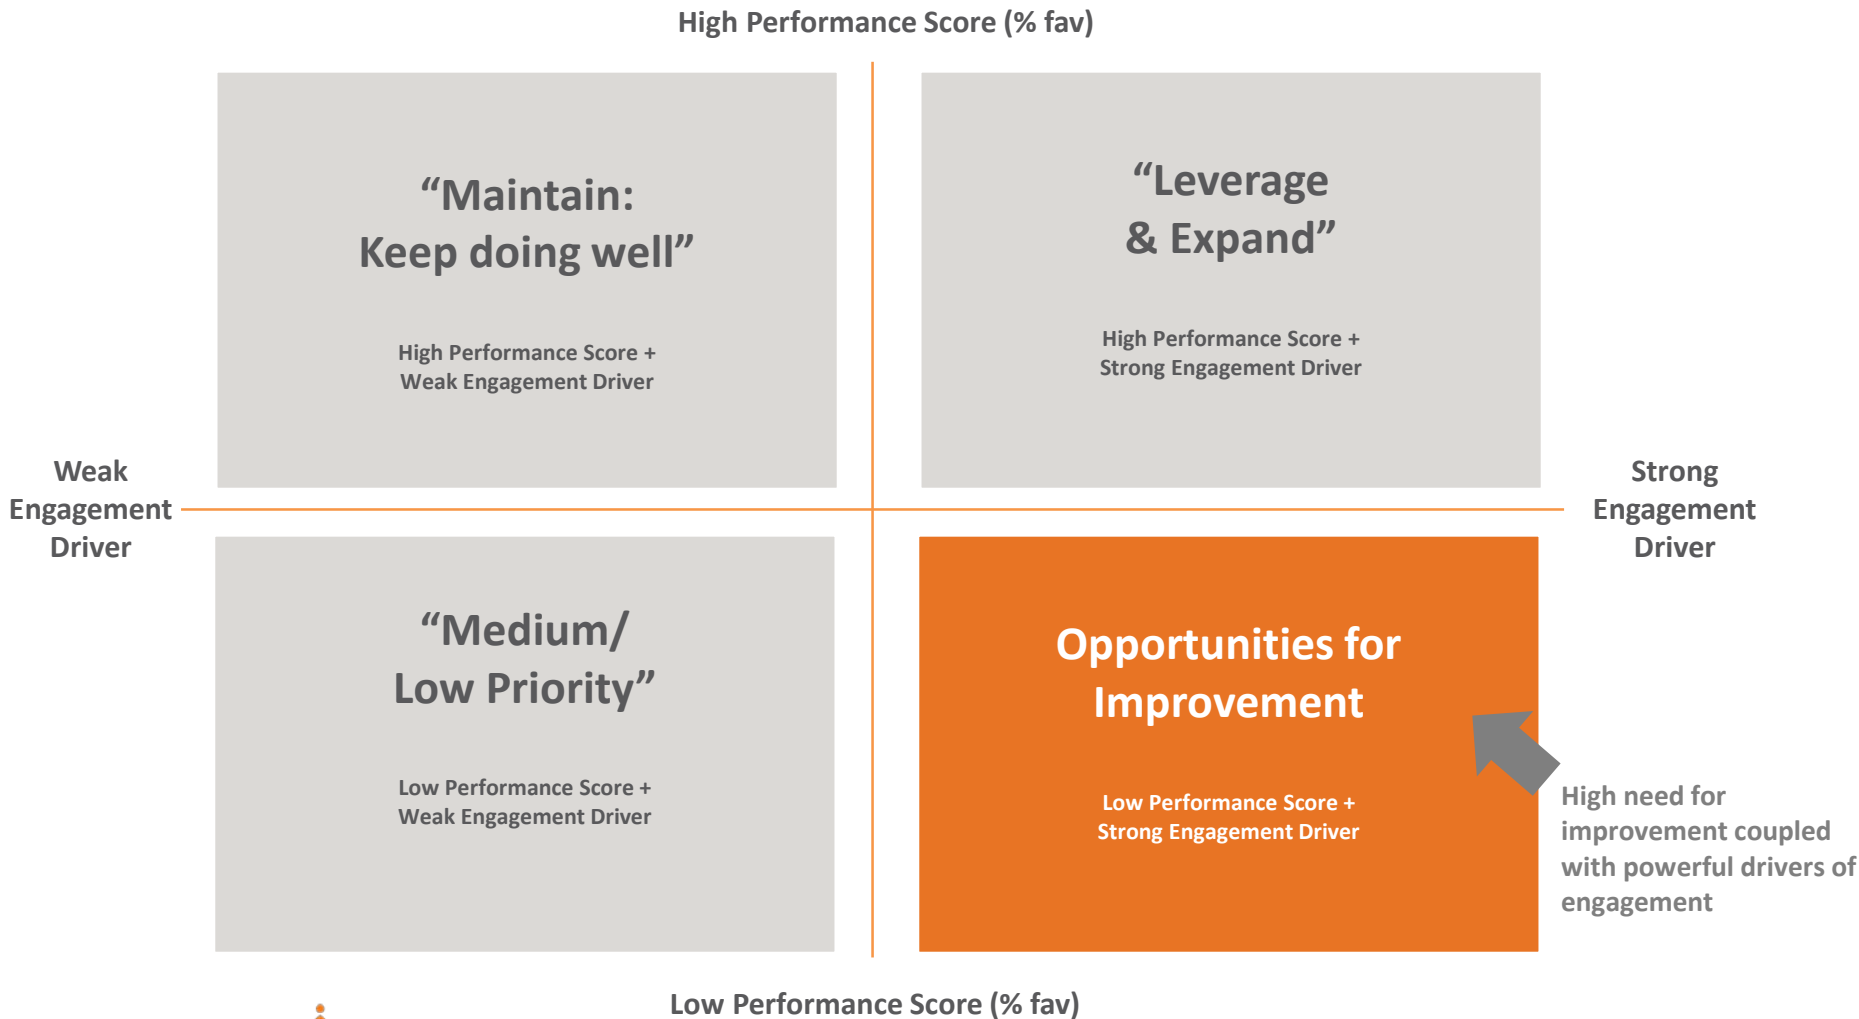 High Performance Score (% fav)
“Maintain:
Keep doing well”
High Performance Score +
Weak Engagement Driver
“Leverage
& Expand”
High Performance Score +
Strong Engagement Driver
Weak
Engagement
Driver
Strong
Engagement
Driver
“Medium/
Low Priority”
Low Performance Score +
Weak Engagement Driver
Opportunities for
Improvement
Low Performance Score +
Strong Engagement Driver
High need for
improvement coupled
with powerful drivers of
engagement
Low Performance Score (% fav)